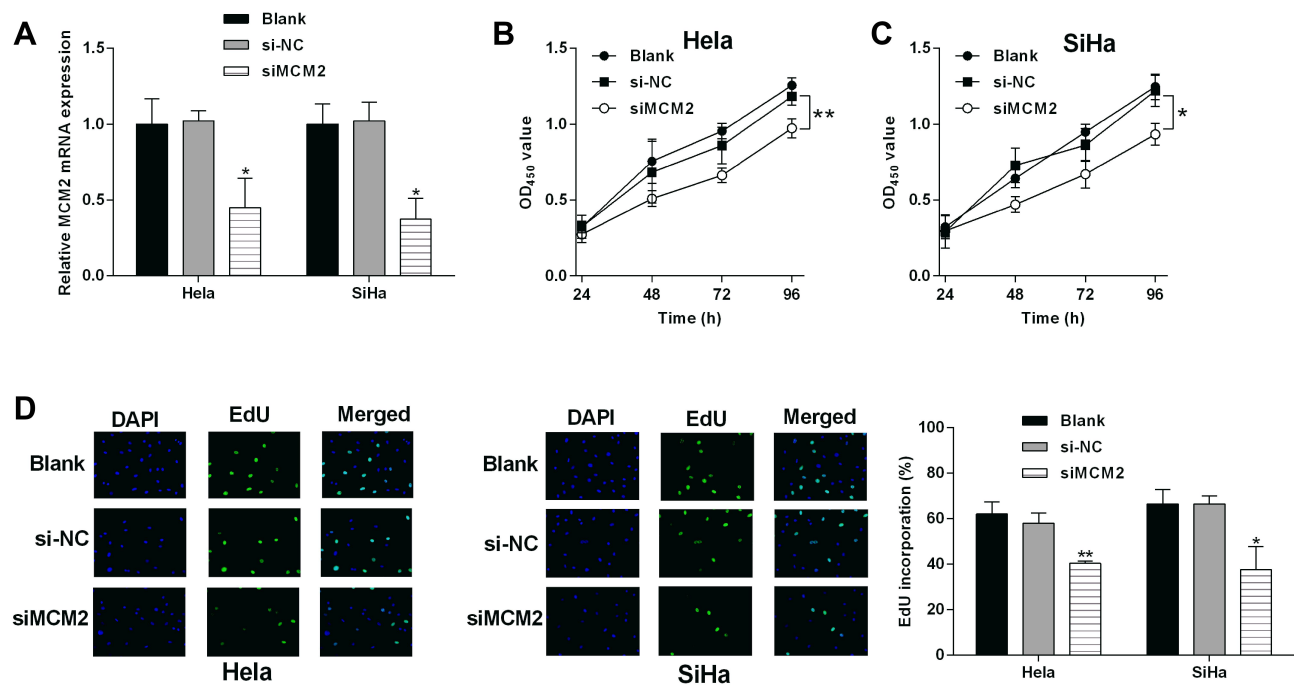 A
Blank
si-NC
siMCM2
Relative MCM2 mRNA expression
1.5
1.0
0.5
0.0
*
*
Hela
SiHa
B
Hela
Blank
si-NC
siMCM2
OD450 value
1.5
1.0
0.5
0.0
**
24
48
72
96
Time (h)
C
SiHa
Blank
si-NC
siMCM2
OD450 value
1.5
1.0
0.5
0.0
*
24
48
72
96
Time (h)
D
DAPI
EdU
Merged
Blank
si-NC
siMCM2
Hela
DAPI
EdU
Merged
Blank
si-NC
siMCM2
SiHa
Blank
si-NC
siMCM2
EdU incorporation (%)
100
80
60
40
20
0
**
*
Hela
SiHa